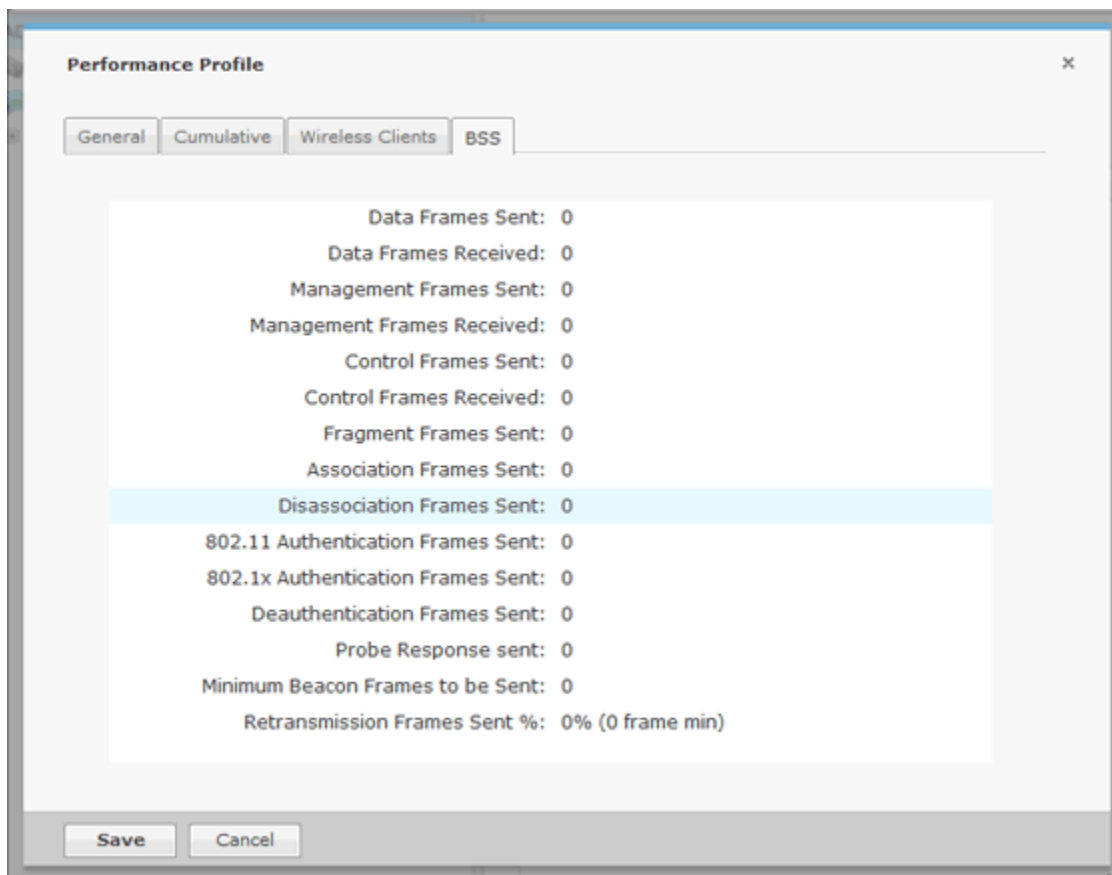 Performance Profile
×
General Cumulative Wireless Clients BSS
Data Frames Sent: 0
Data Frames Received: 0
Management Frames Sent: 0
Management Frames Received: 0
Control Frames Sent: 0
Control Frames Received: 0
Fragment Frames Sent: 0
Association Frames Sent: 0
Disassociation Frames Sent: 0
802.11 Authentication Frames Sent: 0
802.1x Authentication Frames Sent: 0
Deauthentication Frames Sent: 0
Probe Response sent: 0
Minimum Beacon Frames to be Sent: 0
Retransmission Frames Sent %: 0% (0 frame min)
Save Cancel